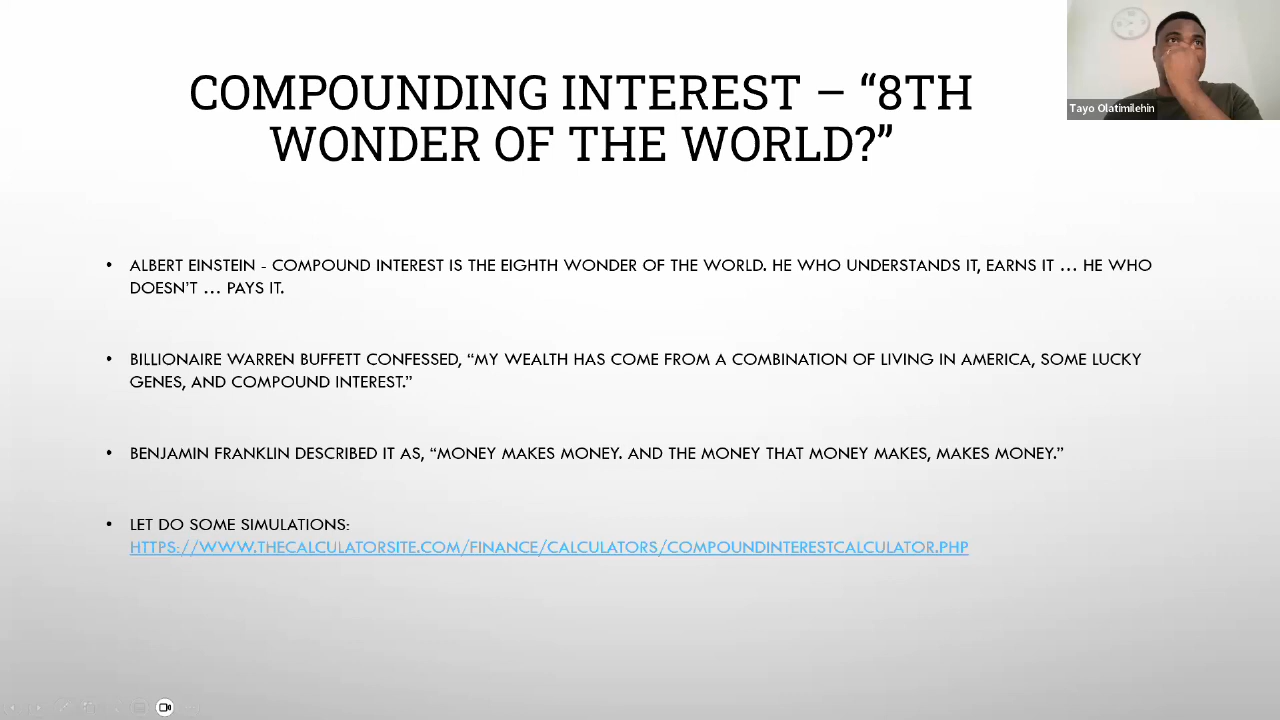 COMPOUNDING INTEREST – “8TH
WONDER OF THE WORLD?”
Tayo Olatimilehin
• ALBERT EINSTEIN - COMPOUND INTEREST IS THE EIGHTH WONDER OF THE WORLD. HE WHO UNDERSTANDS IT, EARNS IT … HE WHO
DOESN’T … PAYS IT.
• BILLIONAIRE WARREN BUFFETT CONFESSED, “MY WEALTH HAS COME FROM A COMBINATION OF LIVING IN AMERICA, SOME LUCKY
GENES, AND COMPOUND INTEREST.”
• BENJAMIN FRANKLIN DESCRIBED IT AS, “MONEY MAKES MONEY. AND THE MONEY THAT MONEY MAKES, MAKES MONEY.”
• LET DO SOME SIMULATIONS:
HTTPS://WWW.THECALCULATORSITE.COM/FINANCE/CALCULATORS/COMPOUNDINTERESTCALCULATOR.PHP